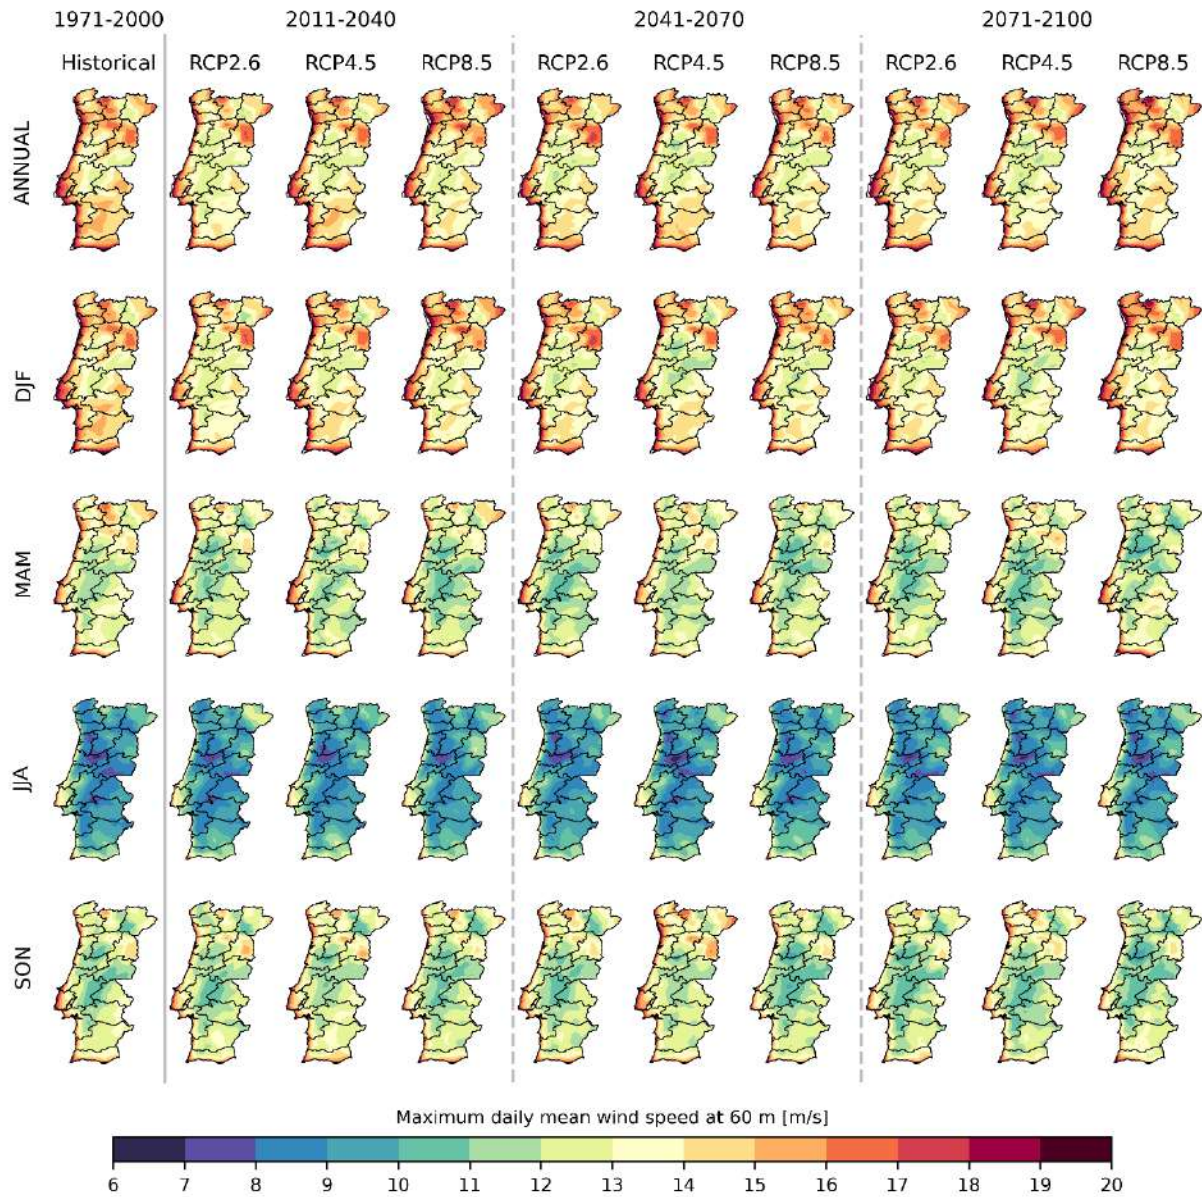 1971-2000 2011-2040 2041-2070 2071-2100
Historical RCP2.6 RCP4.5 RCP8.5 RCP2.6 RCP4.5 RCP8.5 RCP2.6 RCP4.5 RCP8.5
ANNUAL
DJF
MAM
JJA
SON
Maximum daily mean wind speed at 60 m [m/s]
6 7 8 9 10 11 12 13 14 15 16 17 18 19 20